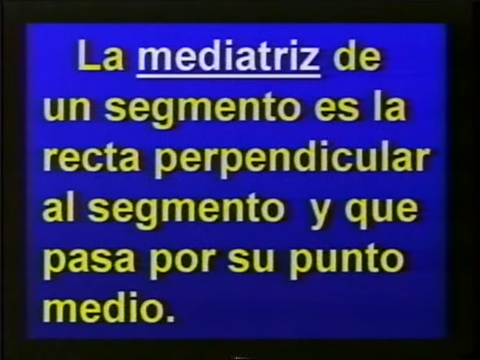 La mediatriz de
un segmento es la
recta perpendicular
al segmento y que
pasa por su punto
medio.